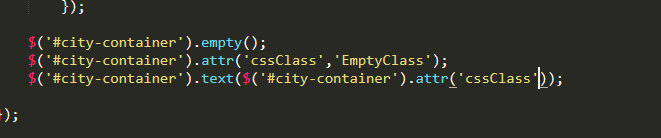 });
$('#city-container').empty();
$('#city-container').attr('cssClass','EmptyClass');
$('#city-container').text($('#city-container').attr('cssClass'));
});